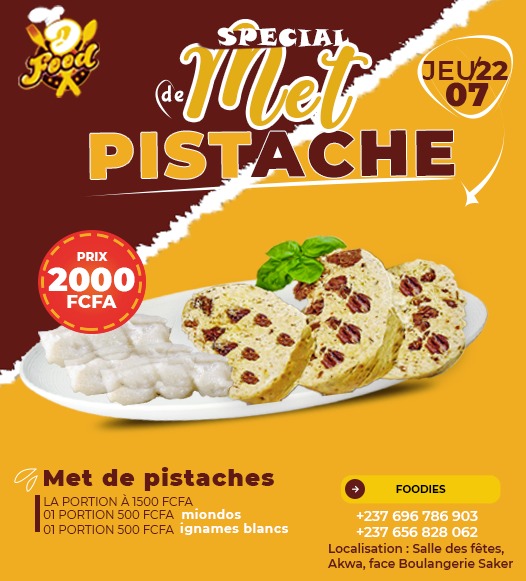 Food
X
SPECIAL
de
Met
PISTACHE
JEU/22
07
PRIX
2000
FCFA
Met de pistaches
LA PORTION À 1500 FCFA
01 PORTION 500 FCFA miondos
01 PORTION 500 FCFA ignames blancs
FOODIES
+237 696 786 903
+237 656 828 062
Localisation : Salle des fêtes,
Akwa, face Boulangerie Saker